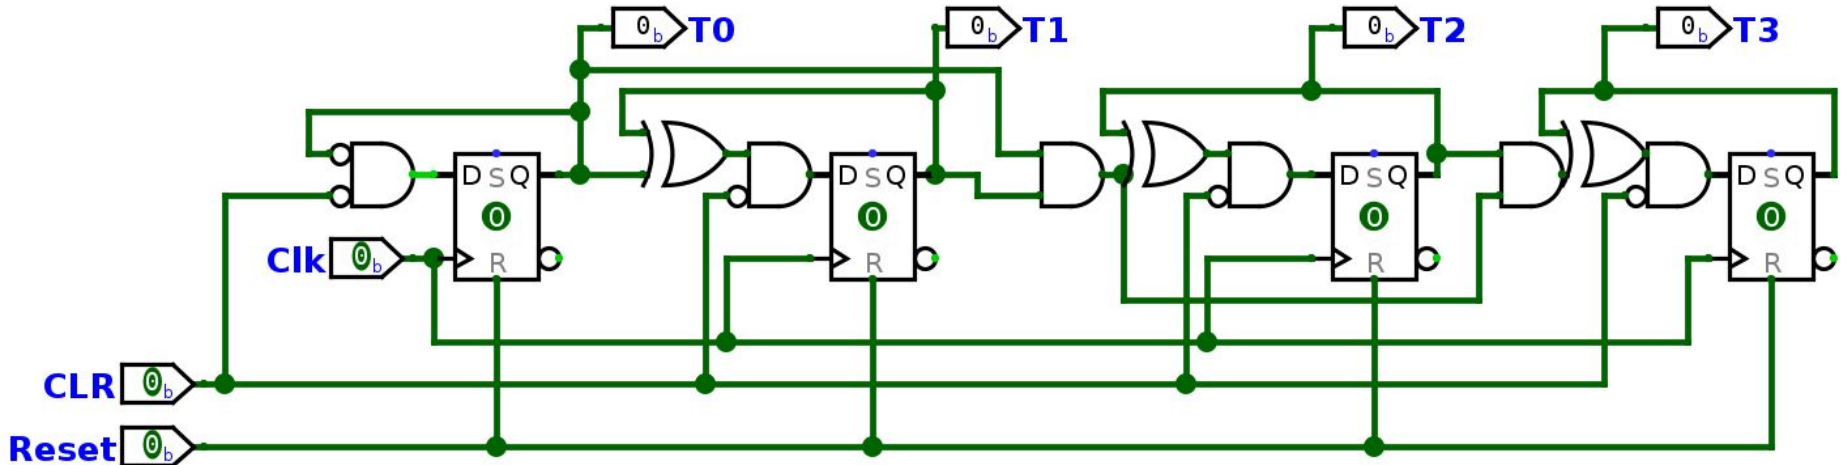 0b T0
0b T1
0b T2
0b T3
D S Q
0
R
D S Q
0
R
D S Q
0
R
D S Q
0
R
Clk 0b
CLR 0b
Reset 0b